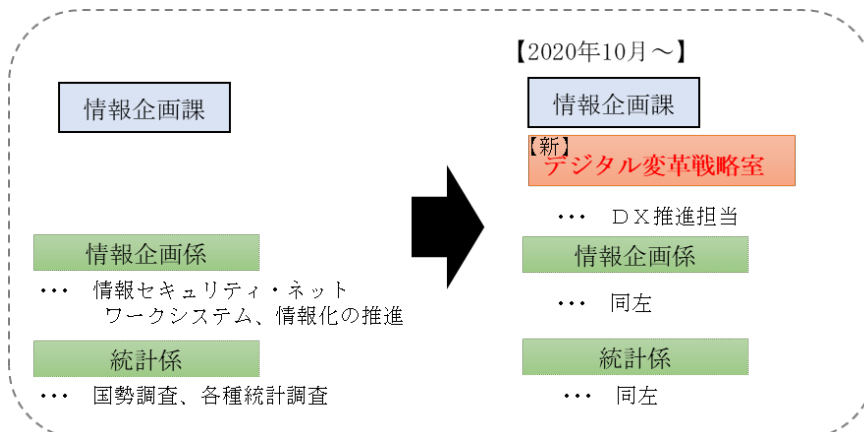 情報企画課
情報企画係
… 情報セキュリティ・ネット
ワークシステム、情報化の推進
統計係
… 国勢調査、各種統計調査
【2020年10月～】
情報企画課
【新】
デジタル変革戦略室
… ＤＸ推進担当
情報企画係
… 同左
統計係
… 同左